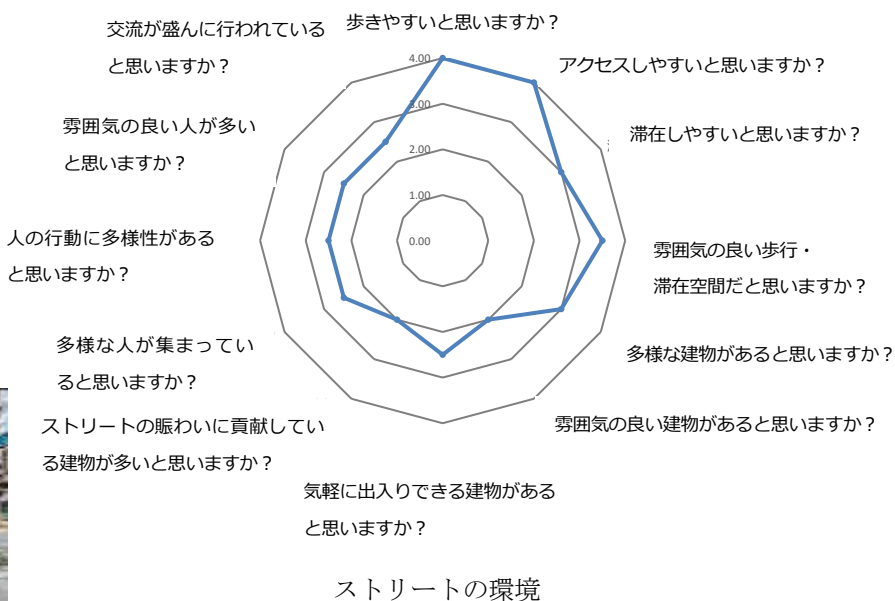 歩きやすいと思いますか？
アクセスしやすいと思いますか？
滞在しやすいと思いますか？
雰囲気の良い歩行・
滞在空間だと思いますか？
多様な建物があると思いますか？
雰囲気の良い建物があると思いますか？
気軽に出入りできる建物がある
と思いますか？
ストリートの賑わいに貢献してい
る建物が多いと思いますか？
多様な人が集まってい
ると思いますか？
人の行動に多様性がある
と思いますか？
雰囲気の良い人が多い
と思いますか？
交流が盛んに行われている
と思いますか？
4.00
3.00
2.00
1.00
0.00
ストリートの環境